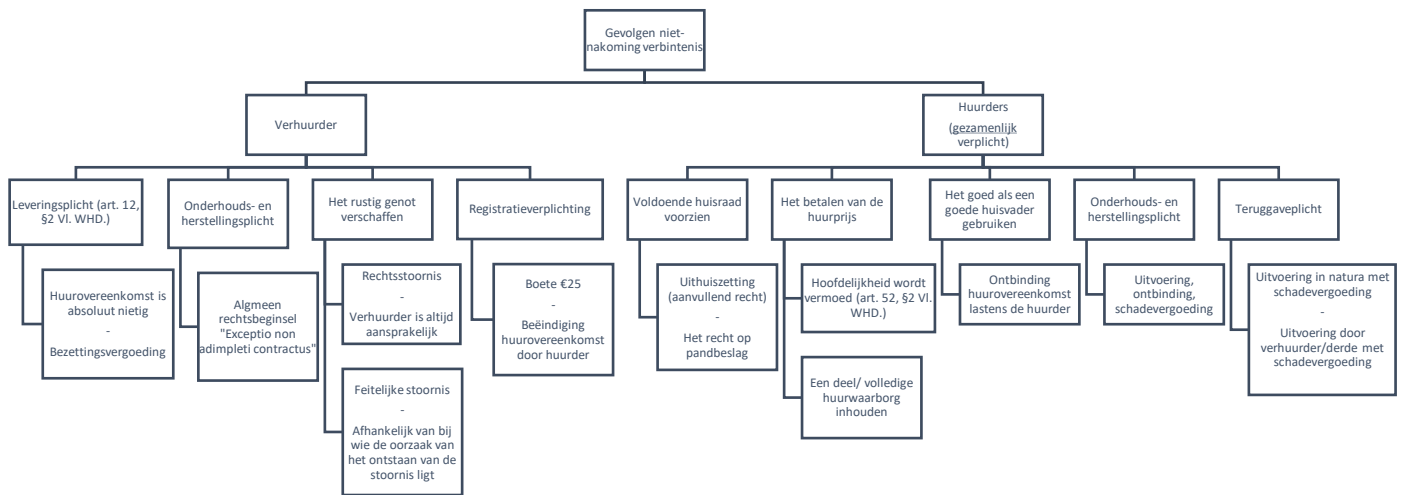 Gevolgen niet-
nakoming verbintenis
Verhuurder
Huurders
(gezamenlijk
verplicht)
Leveringsplicht (art. 12,
§2 Vl. WHD.)
Onderhouds- en
herstellingsplicht
Het rustig genot
verschaffen
Registratieverplichting
Voldoende huisraad
voorzien
Het betalen van de
huurprijs
Het goed als een
goede huisvader
gebruiken
Onderhouds- en
herstellingsplicht
Teruggaveplicht
Huurovereenkomst is
absoluut nietig
-
Bezettingsvergoeding
Algmeen
rechtsbeginsel
"Exceptio non
adimpleti contractus"
Rechtsstoornis
-
Verhuurder is altijd
aansprakelijk
Feitelijke stoornis
-
Afhankelijk van bij
wie de oorzaak van
het ontstaan van de
stoornis ligt
Boete €25
-
Beëindiging
huurovereenkomst
door huurder
Uithuiszetting
(aanvullend recht)
-
Het recht op
pandbeslag
Hoofdelijkheid wordt
vermoed (art. 52, §2 Vl.
WHD.)
Een deel/ volledige
huurwaarborg
inhouden
Ontbinding
huurovereenkomst
lastens de huurder
Uitvoering,
ontbinding,
schadevergoeding
Uitvoering in natura met
schadevergoeding
-
Uitvoering door
verhuurder/derde met
schadevergoeding